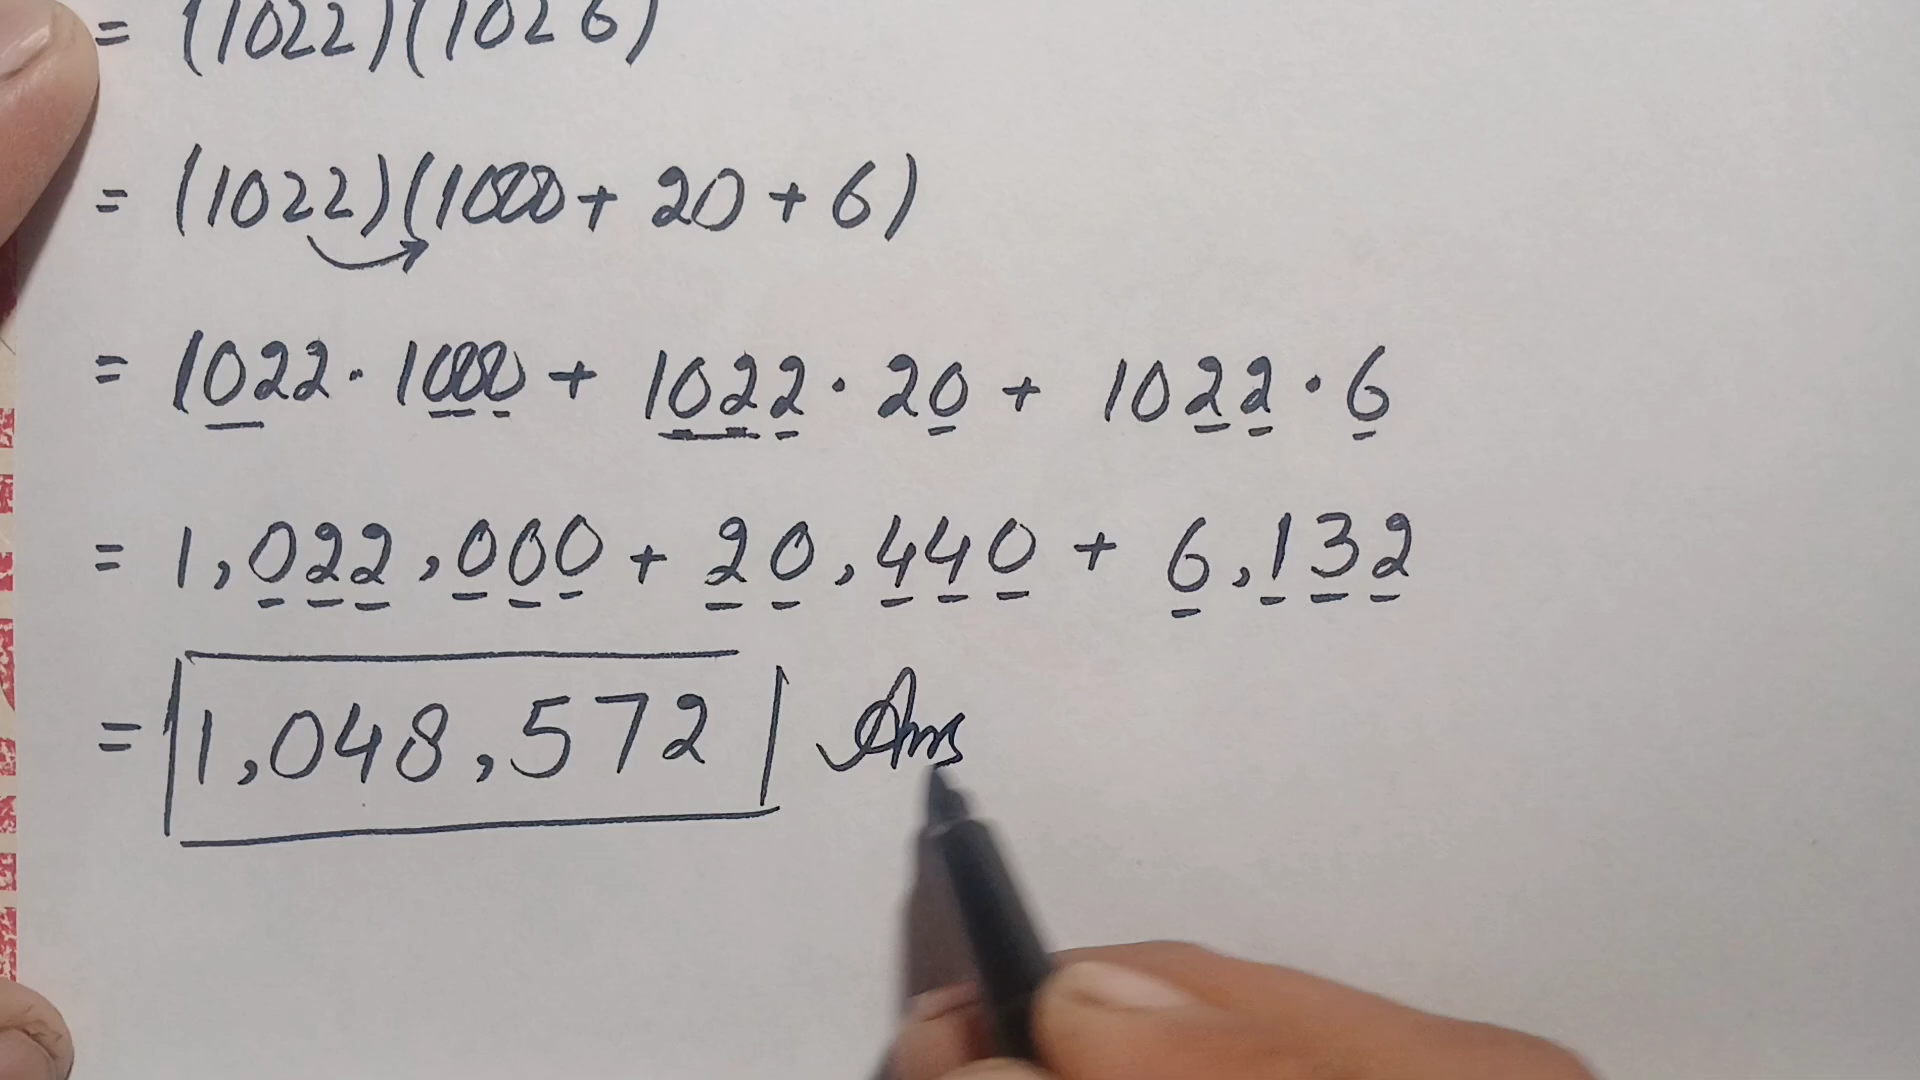 = (1022)(1026)
= (1022)(1000 + 20 + 6)
= 1022 · 1000 + 1022 · 20 + 1022 · 6
= 1,022,000 + 20,440 + 6,132
= 1,048,572 Ans